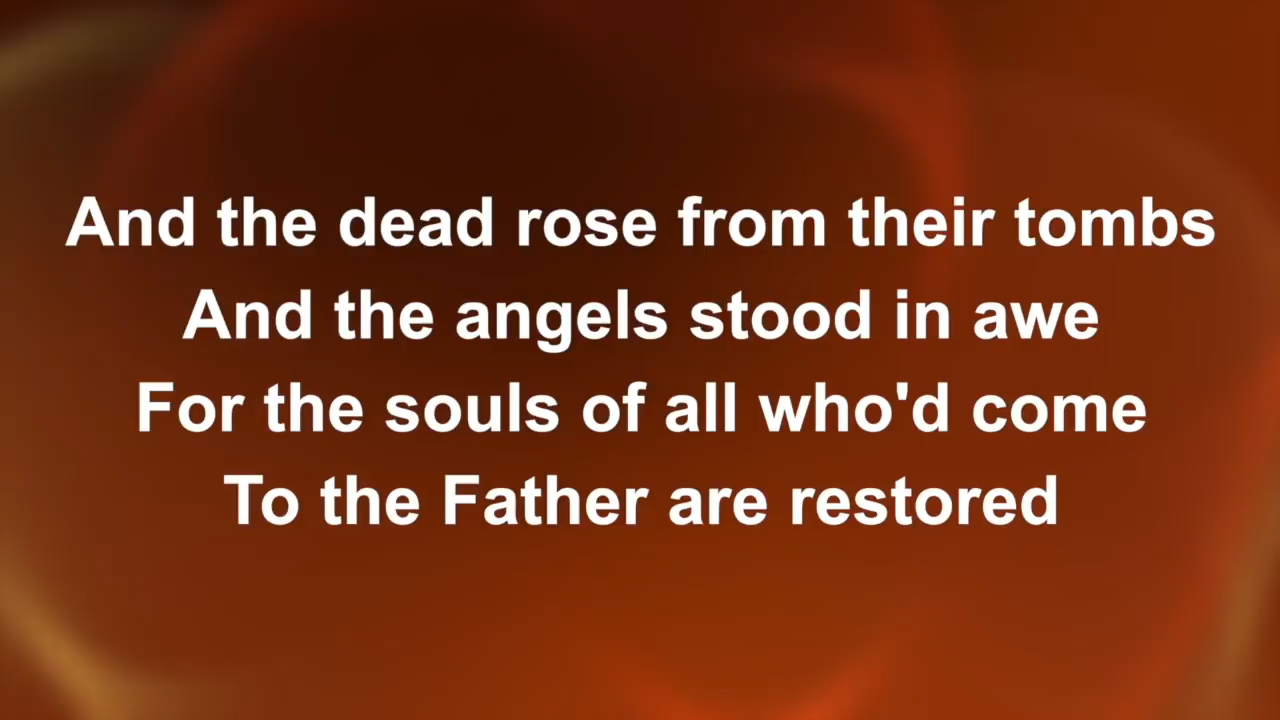 And the dead rose from their tombs
And the angels stood in awe
For the souls of all who'd come
To the Father are restored